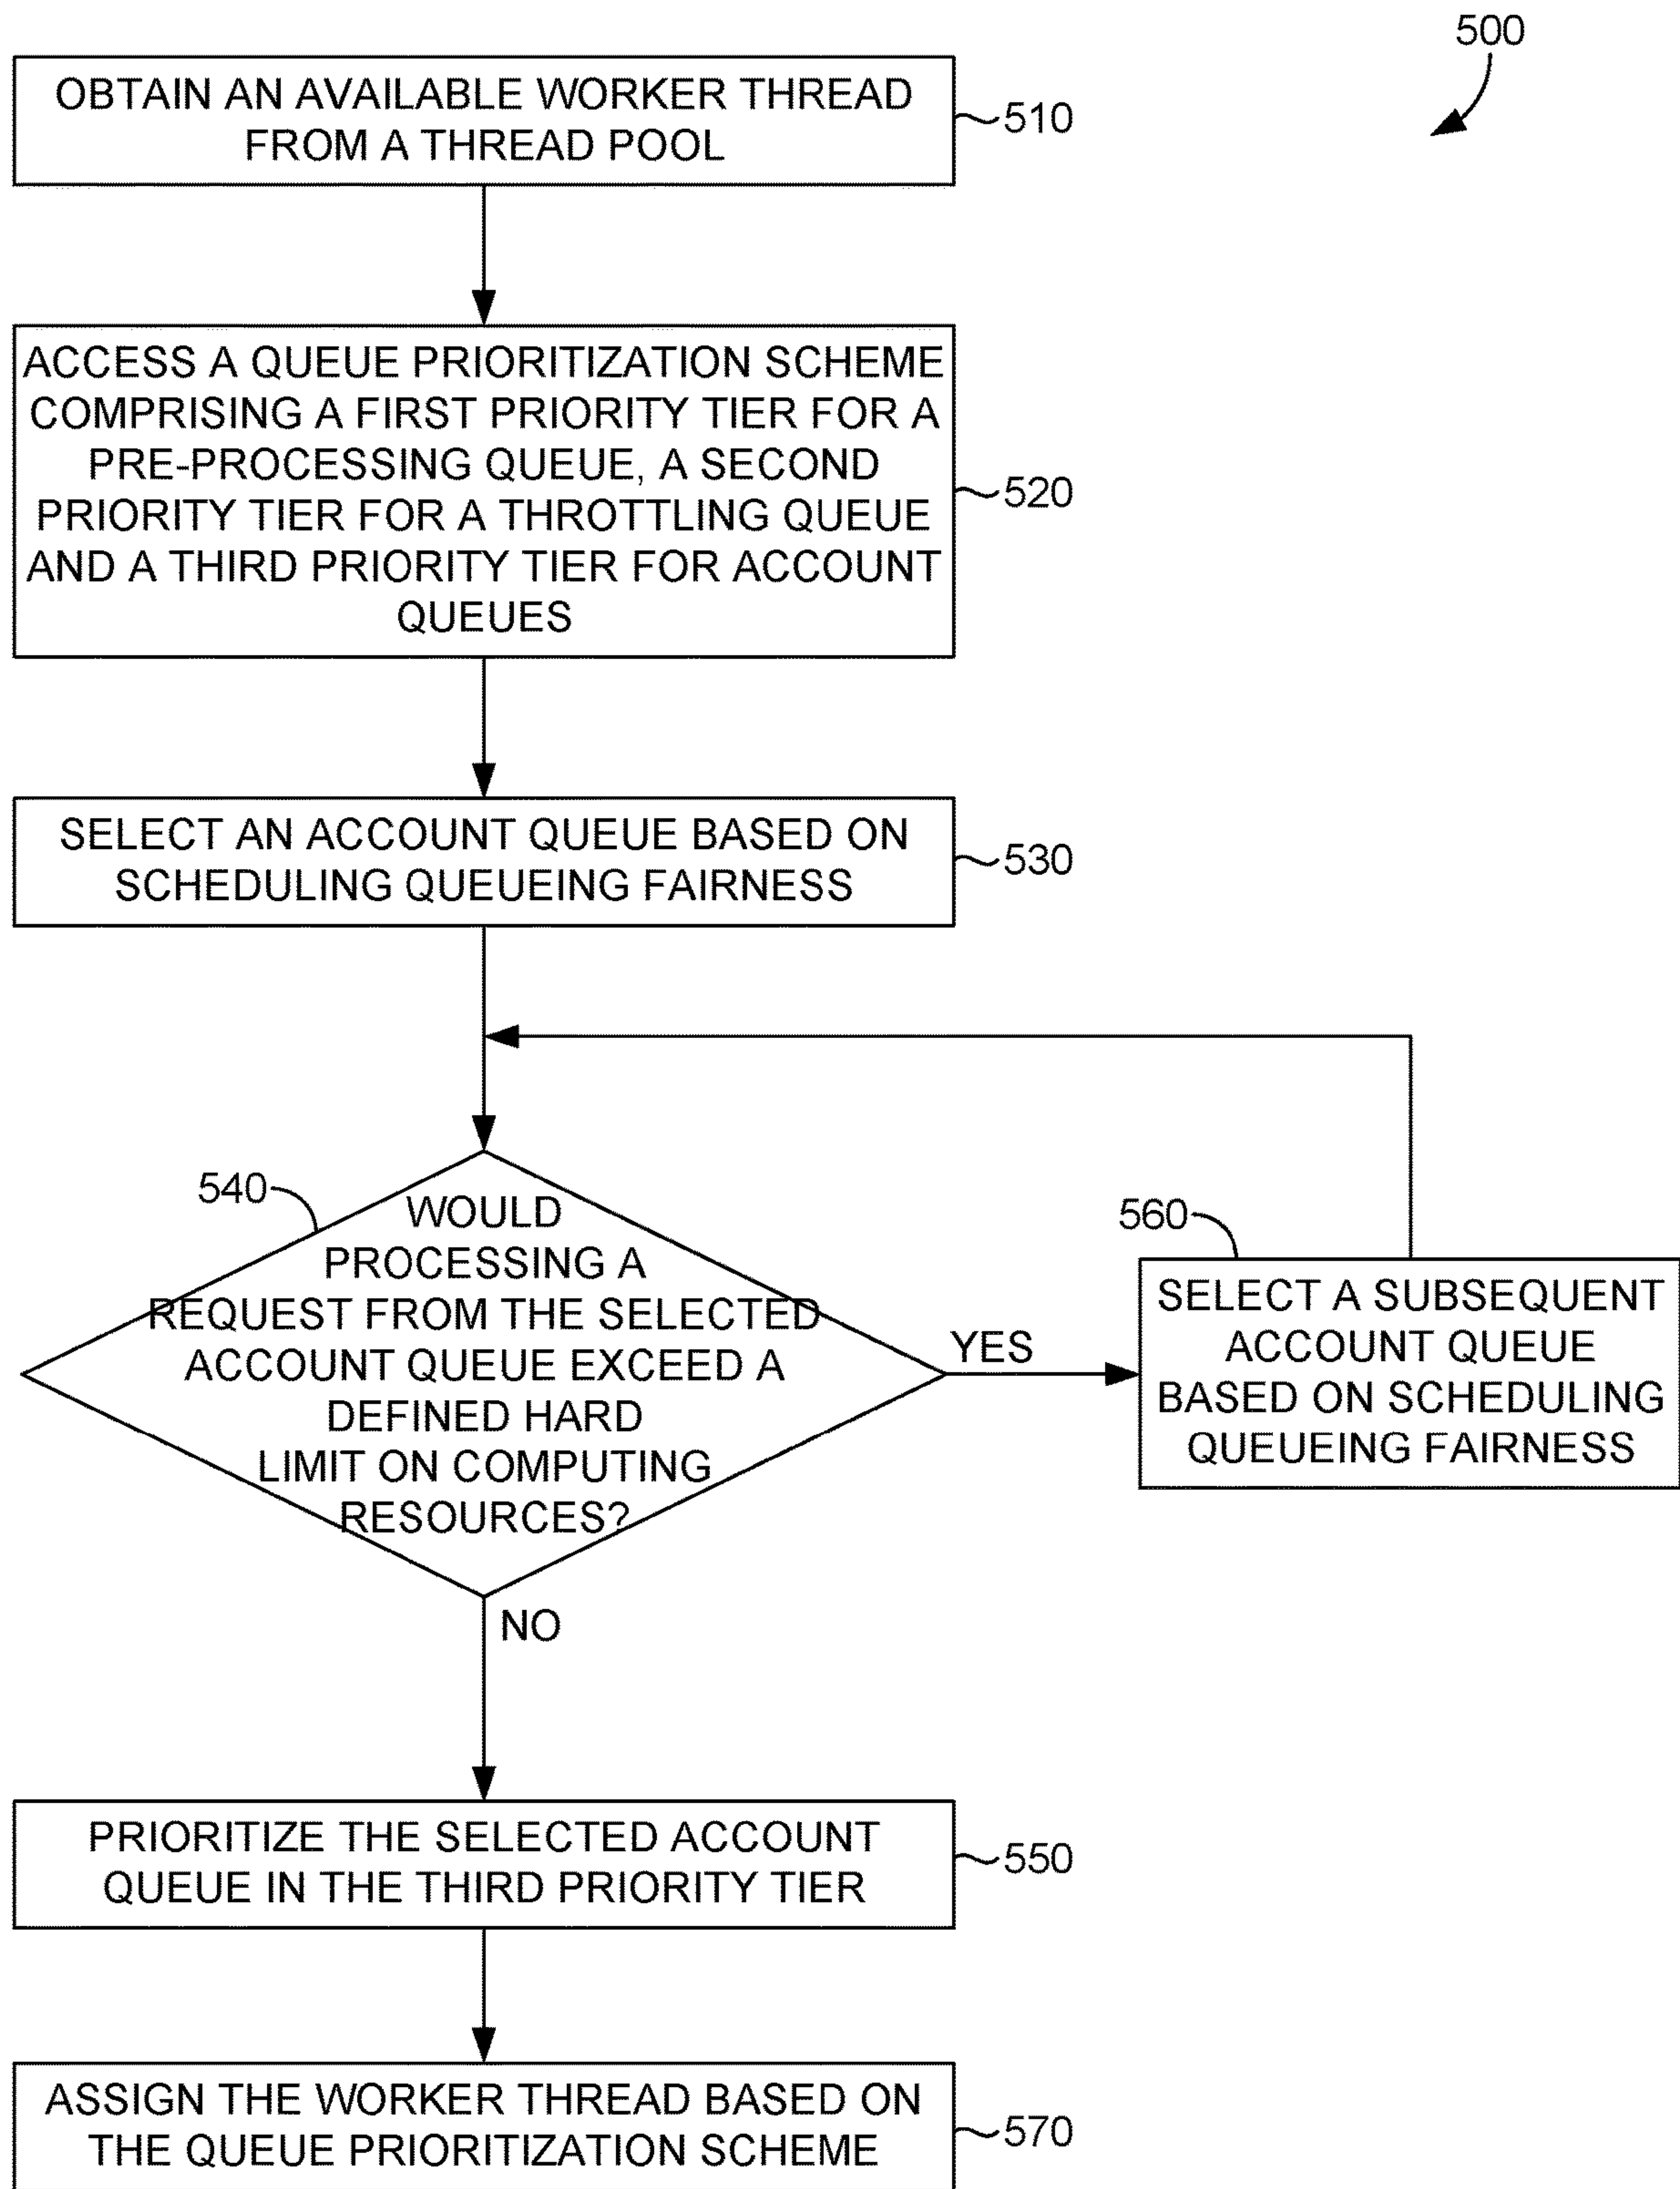 500
OBTAIN AN AVAILABLE WORKER THREAD
FROM A THREAD POOL
510
ACCESS A QUEUE PRIORITIZATION SCHEME
COMPRISING A FIRST PRIORITY TIER FOR A
PRE-PROCESSING QUEUE, A SECOND
PRIORITY TIER FOR A THROTTLING QUEUE
AND A THIRD PRIORITY TIER FOR ACCOUNT
QUEUES
520
SELECT AN ACCOUNT QUEUE BASED ON
SCHEDULING QUEUEING FAIRNESS
530
540
WOULD
PROCESSING A
REQUEST FROM THE SELECTED
ACCOUNT QUEUE EXCEED A
DEFINED HARD
LIMIT ON COMPUTING
RESOURCES?
YES
560
SELECT A SUBSEQUENT
ACCOUNT QUEUE
BASED ON SCHEDULING
QUEUEING FAIRNESS
NO
PRIORITIZE THE SELECTED ACCOUNT
QUEUE IN THE THIRD PRIORITY TIER
550
ASSIGN THE WORKER THREAD BASED ON
THE QUEUE PRIORITIZATION SCHEME
570